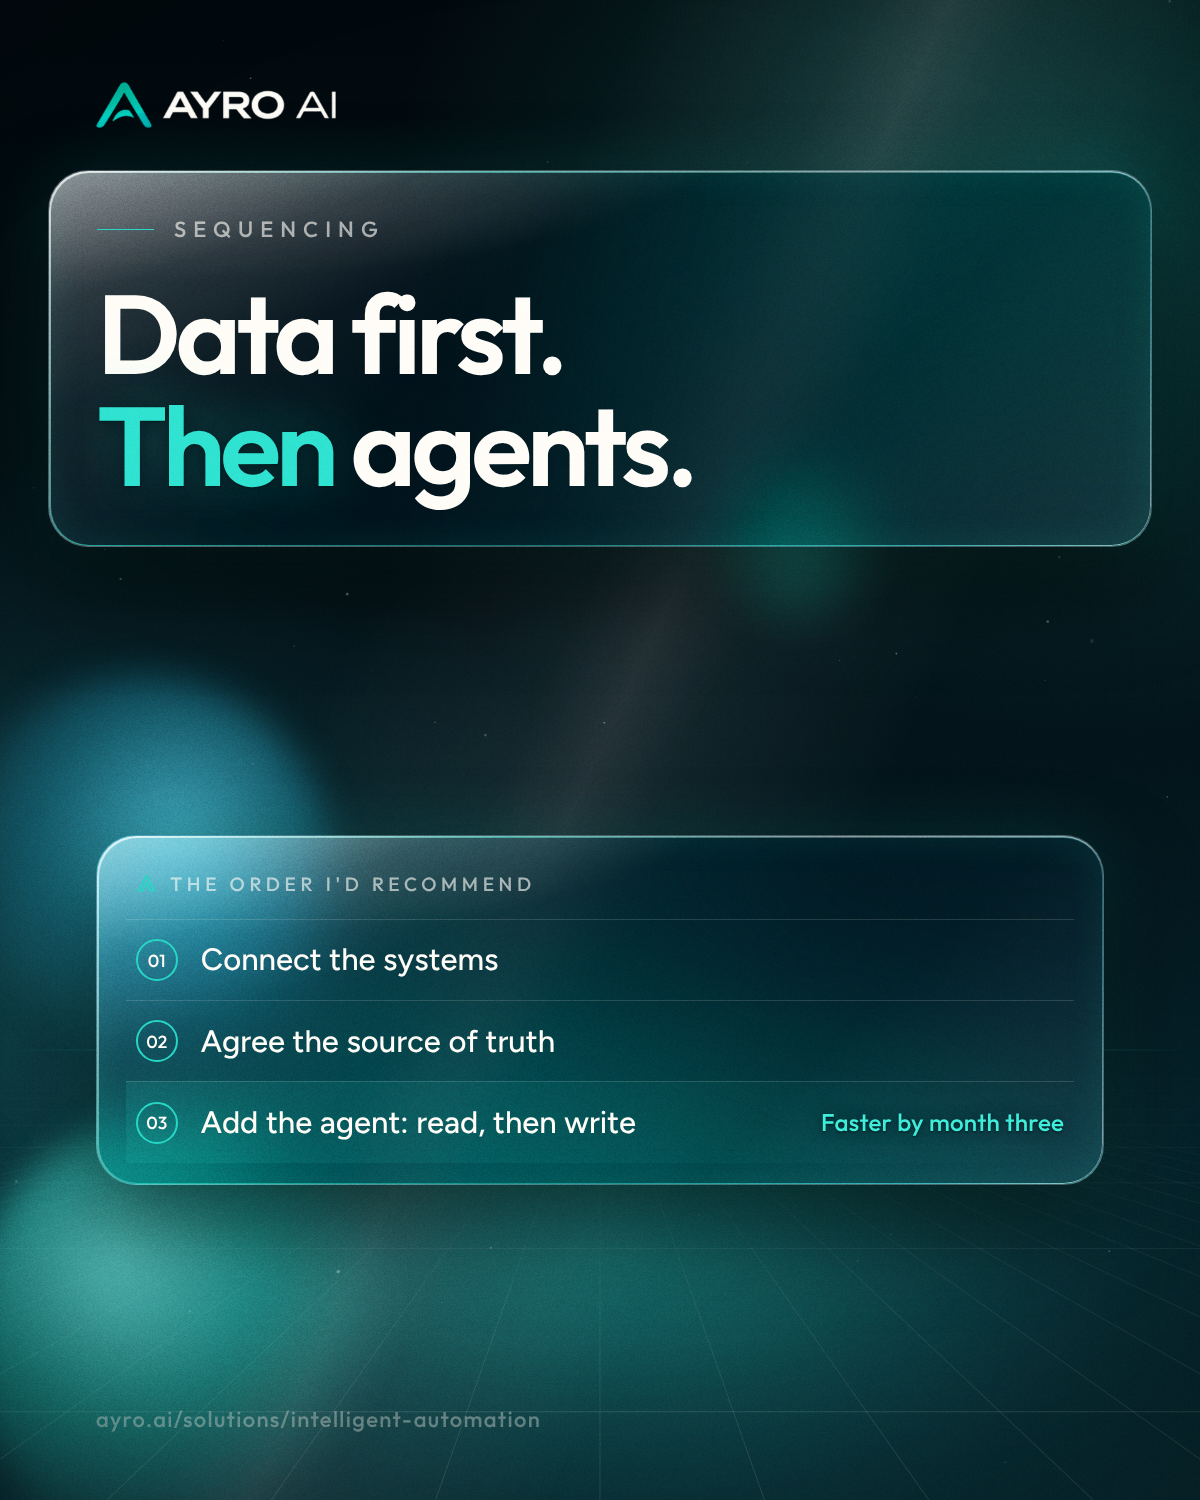 AYRO AI
SEQUENCING
Data first.
Then agents.
THE ORDER I'D RECOMMEND
01 Connect the systems
02 Agree the source of truth
03 Add the agent: read, then write Faster by month three
ayro.ai/solutions/intelligent-automation